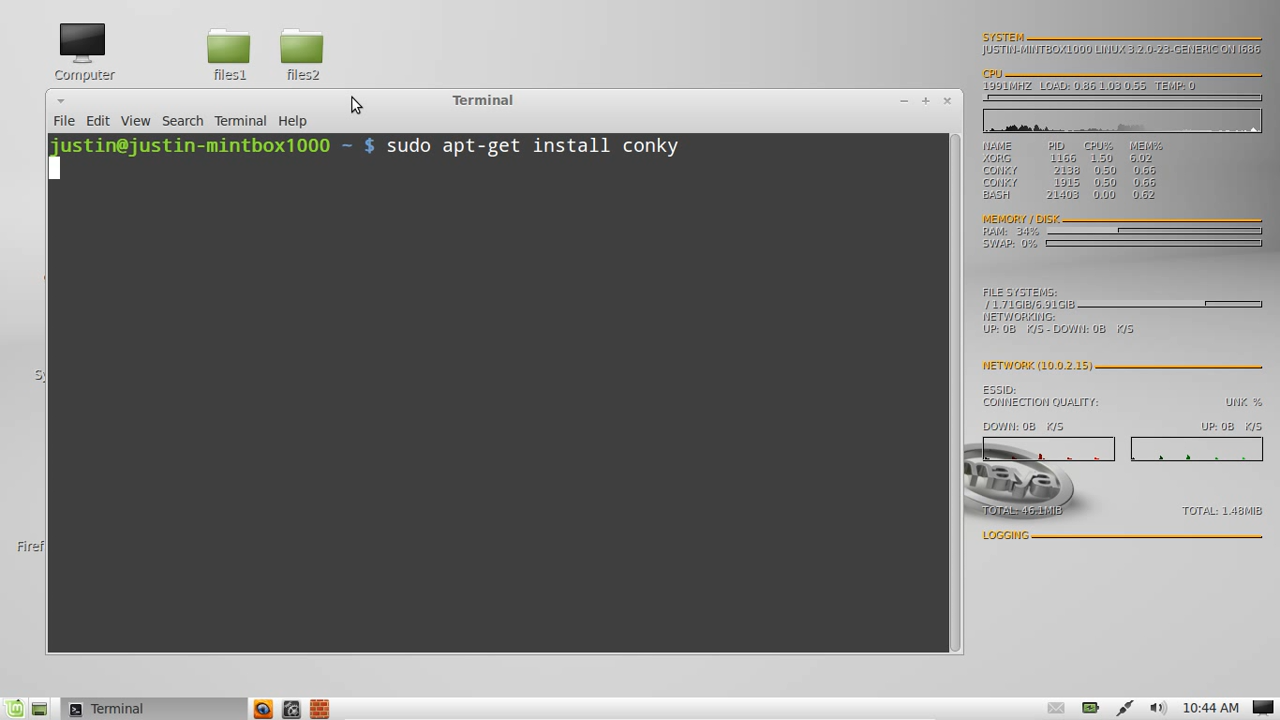 Computer
files1
files2
Terminal
File Edit View Search Terminal Help
justin@justin-mintbox1000 ~ $ sudo apt-get install conky
Sy
Firef
SYSTEM
JUSTIN-MINTBOX1000 LINUX 3.2.0-23-GENERIC ON I686
CPU
1991MHZ LOAD: 0.86 1.03 0.55 TEMP: 0
NAME PID CPU% MEM%
XORG 1166 1.50 6.02
CONKY 2138 0.50 0.66
CONKY 1915 0.50 0.66
BASH 21403 0.00 0.62
MEMORY / DISK
RAM: 34%
SWAP: 0%
FILE SYSTEMS:
/ 1.71GIB/6.91GIB
NETWORKING:
UP: 0B K/S - DOWN: 0B K/S
NETWORK (10.0.2.15)
ESSID:
CONNECTION QUALITY: UNK %
DOWN: 0B K/S UP: 0B K/S
maya
TOTAL: 46.1MIB TOTAL: 1.48MIB
LOGGING
Terminal
10:44 AM